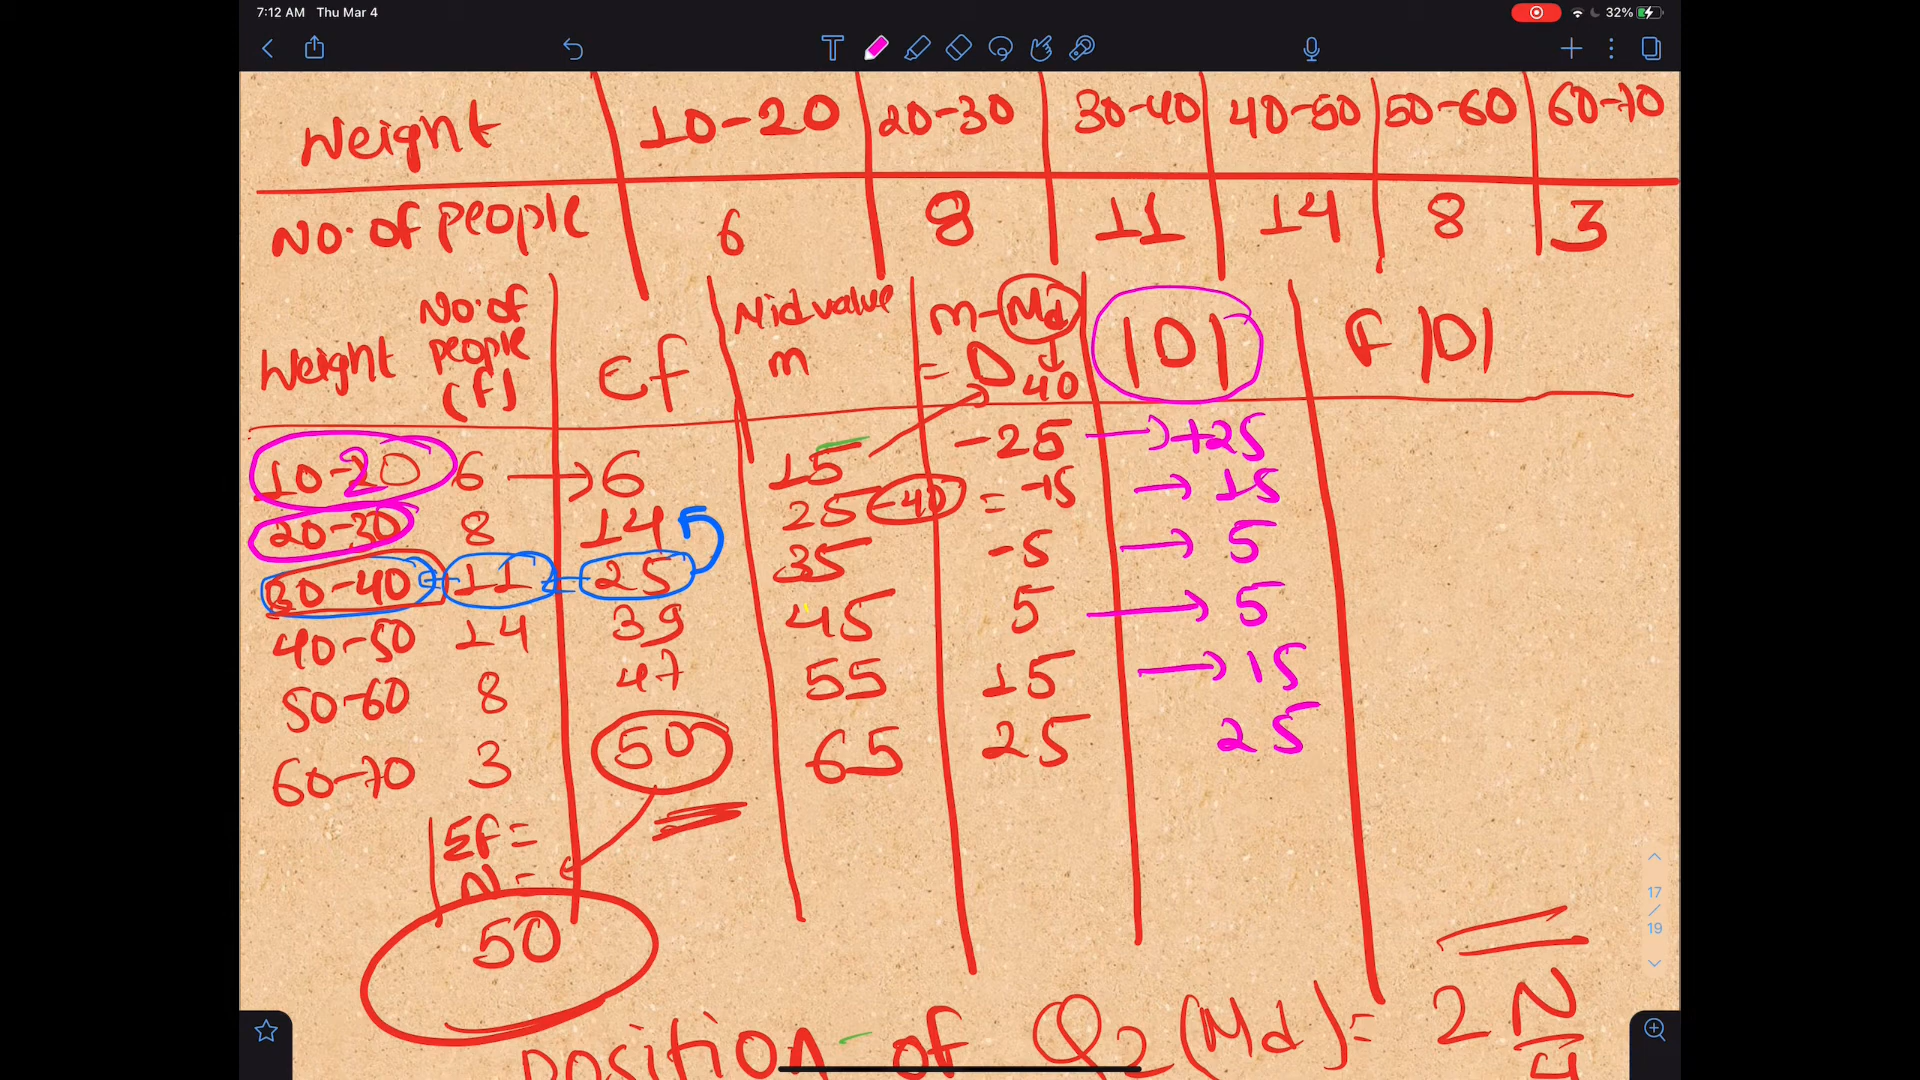 7:12 AM Thu Mar 4
32%
Weight 10-20 20-30 30-40 40-50 50-60 60-70
No. of people 6 8 11 14 8 3
Weight No. of people (f) cf Mid value m m-Md = D 40 |D| F |D|
10-20 6 → 6 15 -25 → +25
20-30 8 14 25 -40 = -15 → 15
30-40 ← 11 ← 25 35 -5 → 5
40-50 14 39 45 5 → 5
50-60 8 47 55 15 → 15
60-70 3 50 65 25 25
Σf =
N =
50
17
/
19
position of Q2 (Md) = 2 N/4